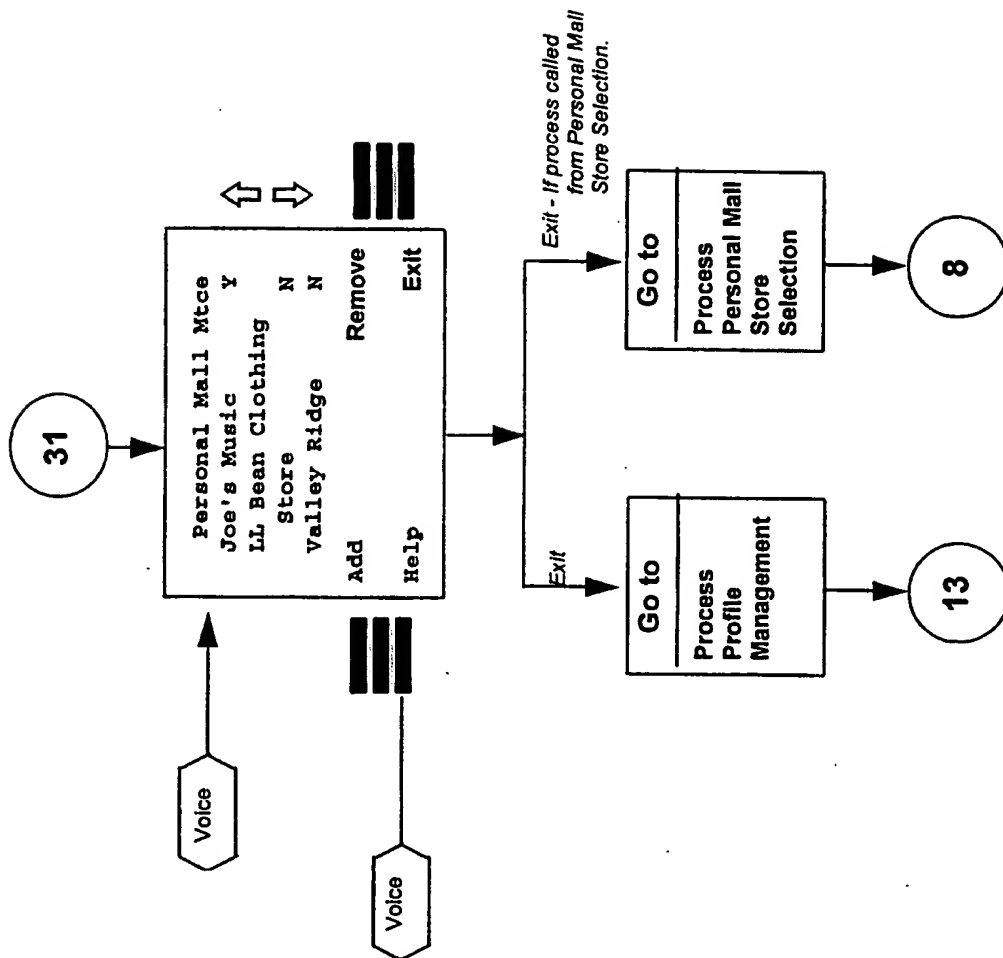 31
Voice
Personal Mall Mtce
Joe's Music Y
LL Bean Clothing
Store N
Valley Ridge N
Add Remove
Help Exit
Voice
Exit
Exit - If process called
from Personal Mall
Store Selection.
Go to
Process
Profile
Management
Go to
Process
Personal Mall
Store
Selection
13
8